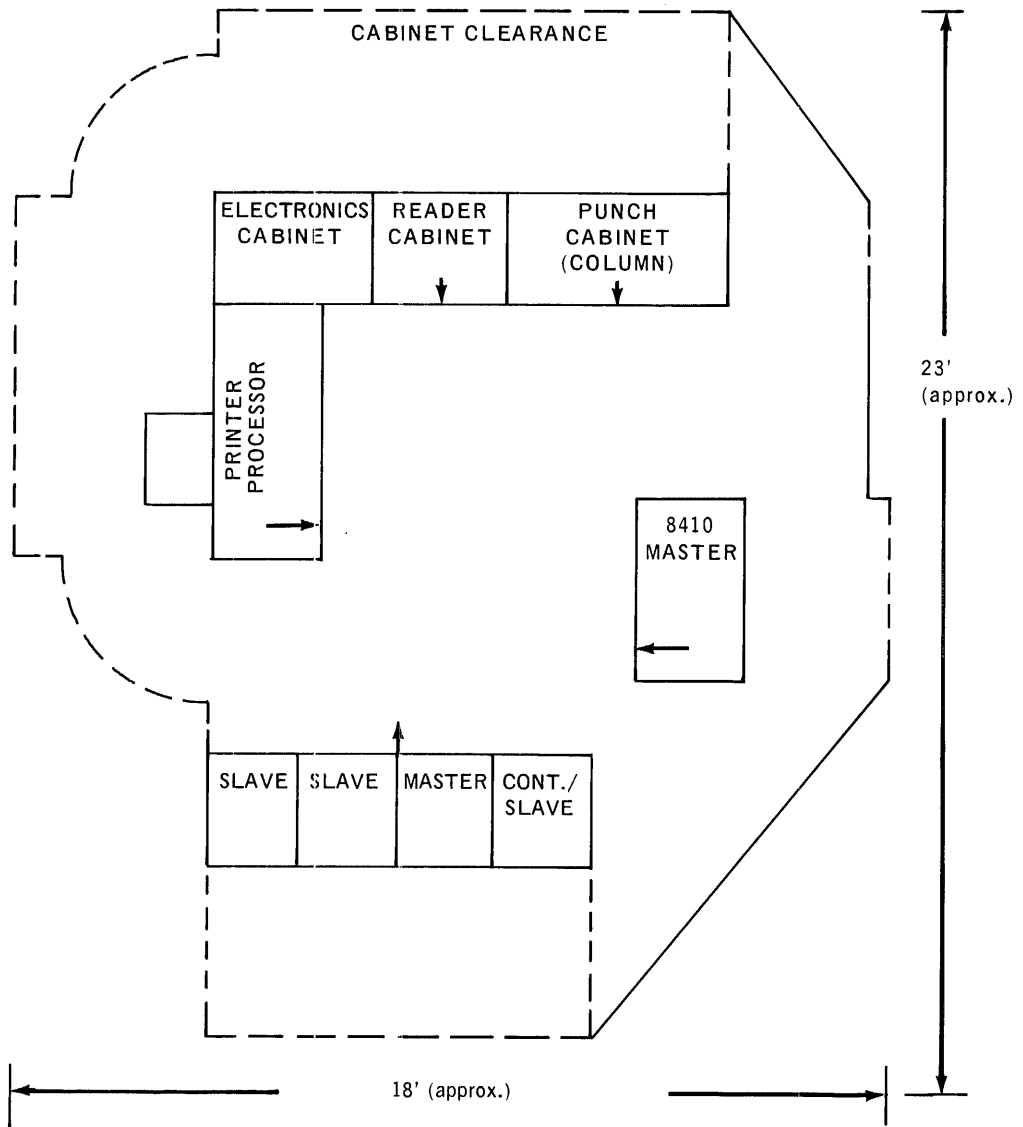 CABINET CLEARANCE
ELECTRONICS
CABINET
READER
CABINET
PUNCH
CABINET
(COLUMN)
23'
(approx.)
PRINTER
PROCESSOR
8410
MASTER
SLAVE
SLAVE
MASTER
CONT./
SLAVE
18' (approx.)